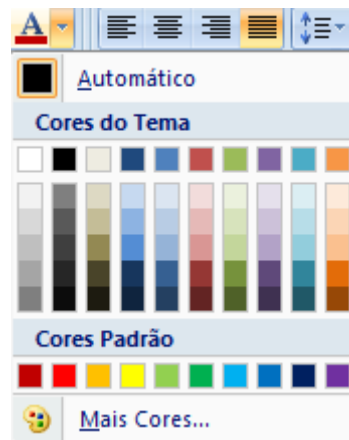 A
Automático
Cores do Tema
Cores Padrão
Mais Cores...